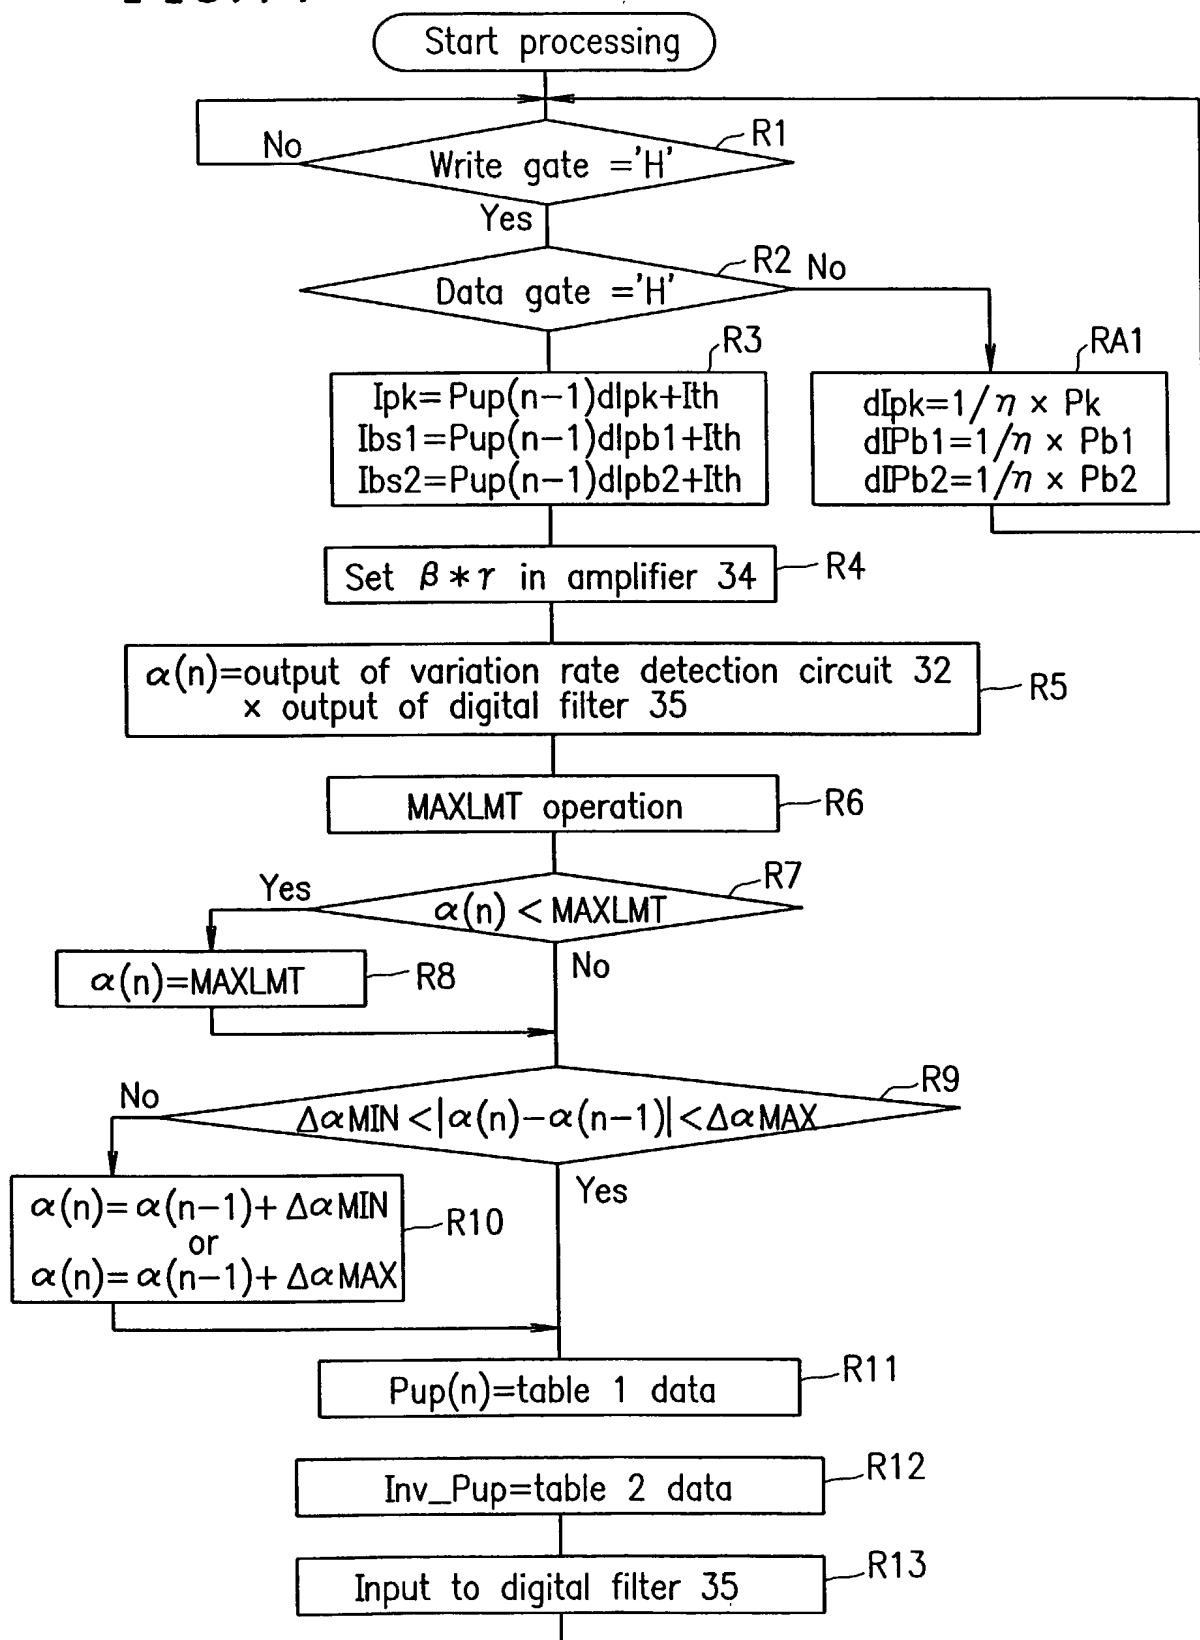 Start processing
No
Write gate ='H'
R1
Yes
Data gate ='H'
R2
No
R3
Ipk=Pup(n-1)dIpk+Ith
Ibs1=Pup(n-1)dIpb1+Ith
Ibs2=Pup(n-1)dIpb2+Ith
RA1
dIpk=1/η × Pk
dIPb1=1/η × Pb1
dIPb2=1/η × Pb2
Set β*γ in amplifier 34
R4
α(n)=output of variation rate detection circuit 32
× output of digital filter 35
R5
MAXLMT operation
R6
Yes
α(n) < MAXLMT
R7
No
α(n)=MAXLMT
R8
No
ΔαMIN<|α(n)-α(n-1)|<ΔαMAX
R9
Yes
α(n)=α(n-1)+ ΔαMIN
or
α(n)=α(n-1)+ ΔαMAX
R10
Pup(n)=table 1 data
R11
Inv_Pup=table 2 data
R12
Input to digital filter 35
R13